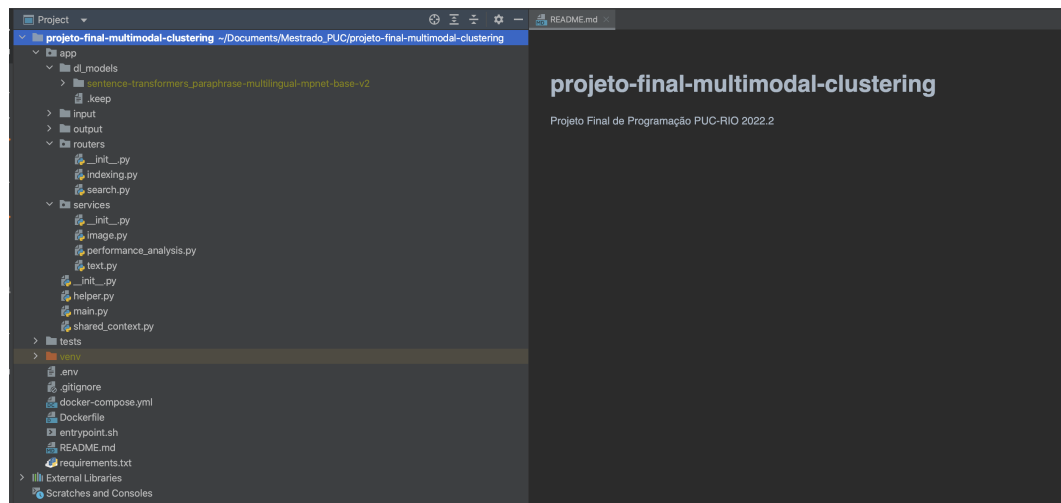 Project
projeto-final-multimodal-clustering ~/Documents/Mestrado_PUC/projeto-final-multimodal-clustering
app
dl_models
sentence-transformers_paraphrase-multilingual-mpnet-base-v2
.keep
input
output
routers
__init__.py
indexing.py
search.py
services
__init__.py
image.py
performance_analysis.py
text.py
__init__.py
helper.py
main.py
shared_context.py
tests
venv
.env
.gitignore
docker-compose.yml
Dockerfile
entrypoint.sh
README.md
requirements.txt
External Libraries
Scratches and Consoles
README.md
projeto-final-multimodal-clustering
Projeto Final de Programação PUC-RIO 2022.2